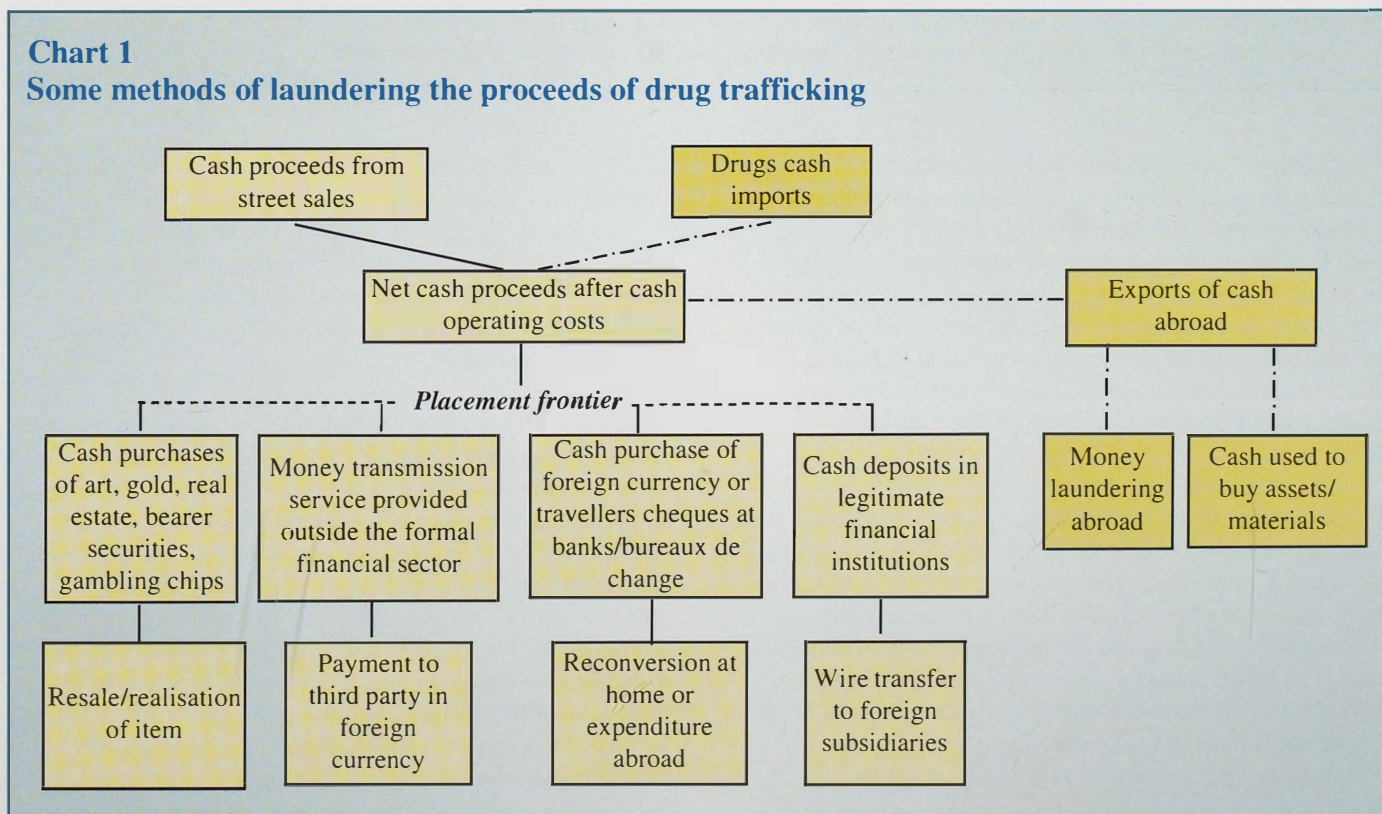 Chart 1
Some methods of laundering the proceeds of drug trafficking
Cash proceeds from
street sales
Drugs cash
imports
Net cash proceeds after cash
operating costs
Exports of cash
abroad
Placement frontier
Cash purchases
of art, gold, real
estate, bearer
securities,
gambling chips
Money transmission
service provided
outside the formal
financial sector
Cash purchase of
foreign currency or
travellers cheques at
banks/bureaux de
change
Cash deposits in
legitimate
financial
institutions
Money
laundering
abroad
Cash used to
buy assets/
materials
Resale/realisation
of item
Payment to
third party in
foreign
currency
Reconversion at
home or
expenditure
abroad
Wire transfer
to foreign
subsidiaries